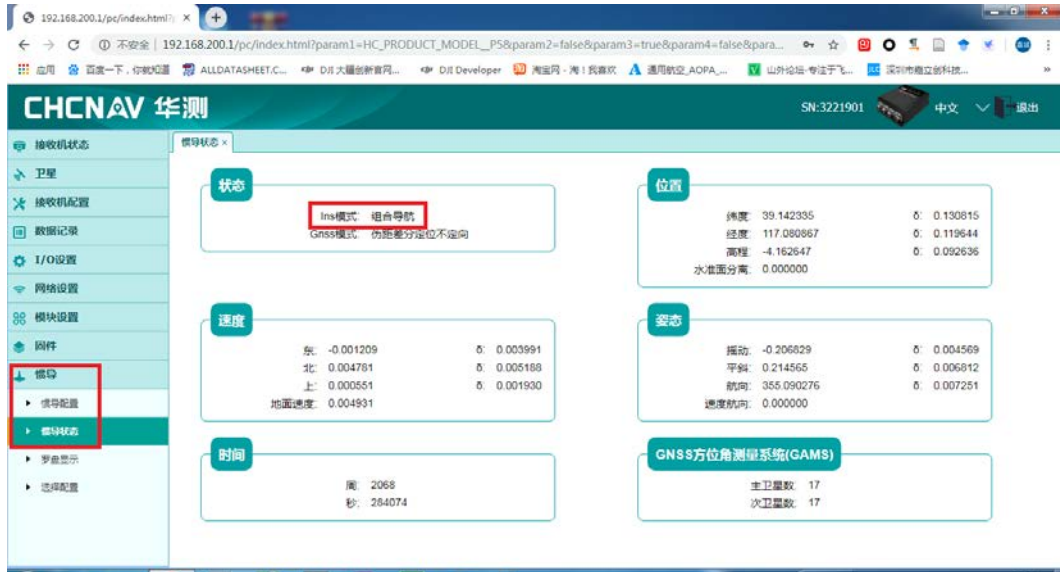 192.168.200.1/pc/index.html?
不安全 | 192.168.200.1/pc/index.html?param1=HC_PRODUCT_MODEL__P5&param2=false&param3=true&param4=false&para...
应用 百度一下,你就知道 ALLDATASHEET.C... DJI大疆创新官网... DJI Developer 淘宝网 - 淘!我喜欢 通用航空_AOPA_... 山外论坛-专注于飞... 深圳市嘉立创科技...
CHCNAV 华测 SN:3221901 中文 退出
接收机状态
卫星
接收机配置
数据记录
I/O设置
网络设置
模块设置
固件
惯导
惯导配置
惯导状态
罗盘显示
选择配置
惯导状态 ×
状态
Ins模式: 组合导航
Gnss模式: 伪距差分定位不定向
位置
纬度: 39.142335 δ: 0.130815
经度: 117.080867 δ: 0.119644
高程: -4.162647 δ: 0.092636
水准面分离: 0.000000
速度
东: -0.001209 δ: 0.003991
北: 0.004781 δ: 0.005188
上: 0.000551 δ: 0.001930
地面速度: 0.004931
姿态
摇动: -0.206829 δ: 0.004569
平斜: 0.214565 δ: 0.006812
航向: 355.090276 δ: 0.007251
速度航向: 0.000000
时间
周: 2068
秒: 284074
GNSS方位角测量系统(GAMS)
主卫星数: 17
次卫星数: 17